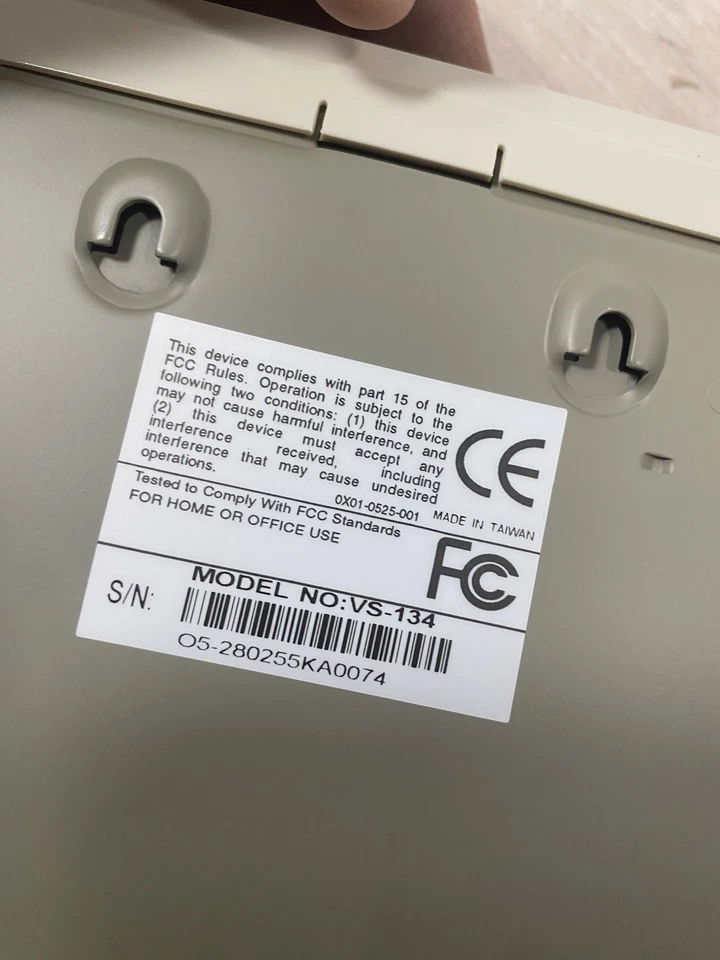 This device complies with part 15 of the
FCC Rules. Operation is subject to the
following two conditions: (1) this device
may not cause harmful interference, and
(2) this device must accept any
interference received, including
interference that may cause undesired
operations.
CE
0X01-0525-001 MADE IN TAIWAN
Tested to Comply With FCC Standards
FOR HOME OR OFFICE USE
FC
MODEL NO:VS-134
S/N:
O5-280255KA0074